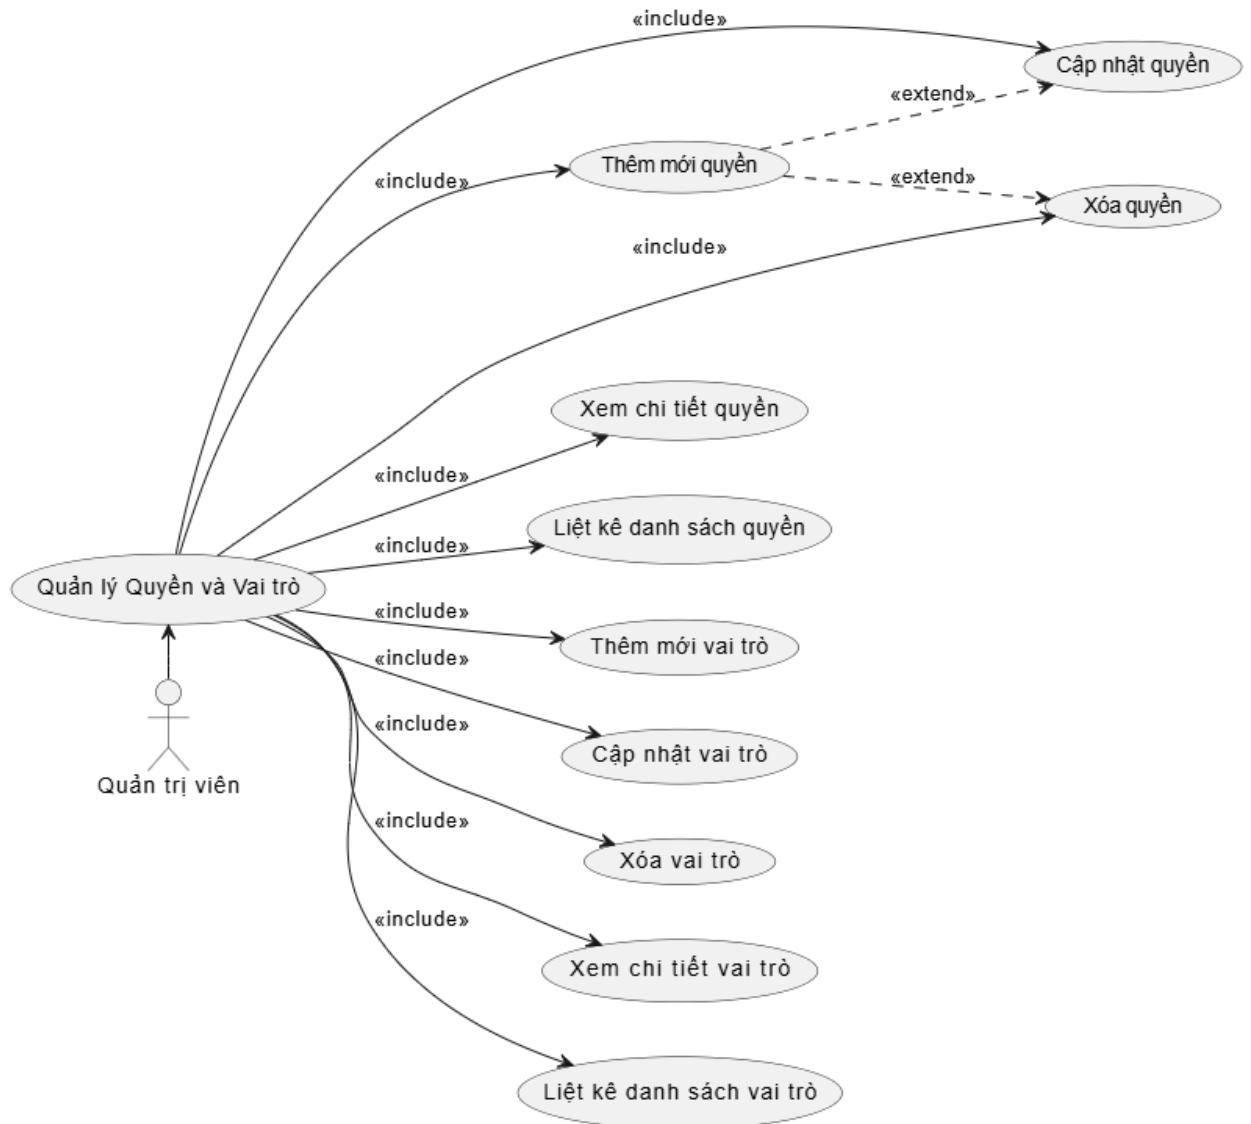 «include»
Cập nhật quyền
«extend»
Thêm mới quyền
«include»
«extend»
Xóa quyền
«include»
Xem chi tiết quyền
«include»
Liệt kê danh sách quyền
«include»
Quản lý Quyền và Vai trò
«include»
Thêm mới vai trò
«include»
Cập nhật vai trò
«include»
Quản trị viên
«include»
Xóa vai trò
«include»
Xem chi tiết vai trò
Liệt kê danh sách vai trò